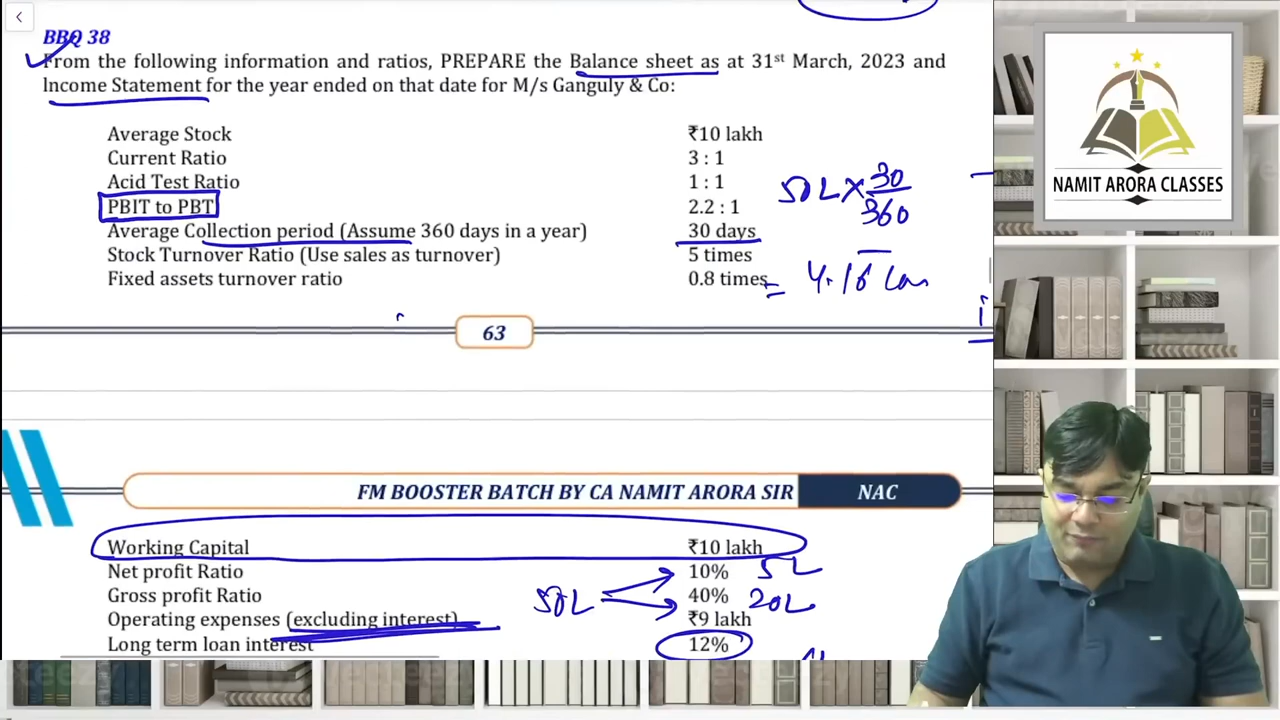 BBQ 38
From the following information and ratios, PREPARE the Balance sheet as at 31st March, 2023 and
Income Statement for the year ended on that date for M/s Ganguly & Co:
Average Stock ₹10 lakh
Current Ratio 3 : 1
Acid Test Ratio 1 : 1
PBIT to PBT 2.2 : 1
Average Collection period (Assume 360 days in a year) 30 days
Stock Turnover Ratio (Use sales as turnover) 5 times
Fixed assets turnover ratio 0.8 times
50L × 30
360
= 4.16
63
FM BOOSTER BATCH BY CA NAMIT ARORA SIR NAC
Working Capital ₹10 lakh
Net profit Ratio 10% 5L
Gross profit Ratio 50L 40% 20L
Operating expenses (excluding interest) ₹9 lakh
Long term loan interest 12%
NAMIT ARORA CLASSES